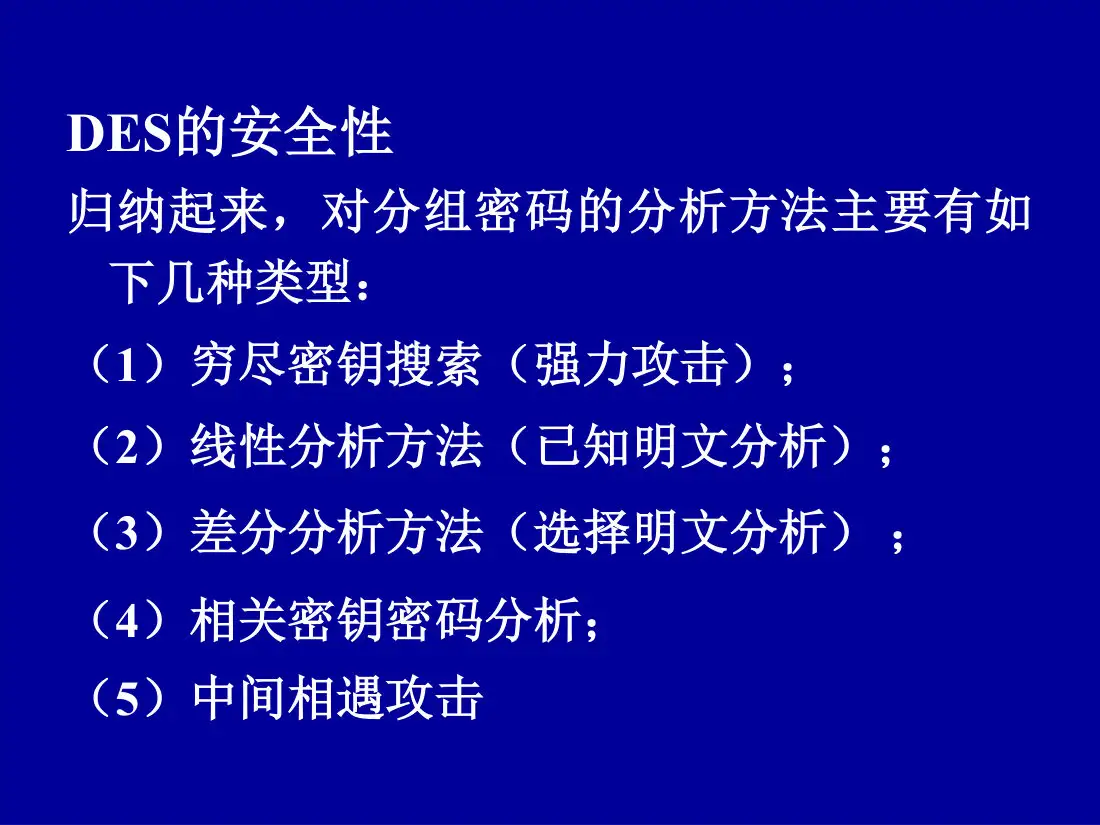 DES的安全性
归纳起来，对分组密码的分析方法主要有如
下几种类型：
（1）穷尽密钥搜索（强力攻击）；
（2）线性分析方法（已知明文分析）；
（3）差分分析方法（选择明文分析） ；
（4）相关密钥密码分析；
（5）中间相遇攻击